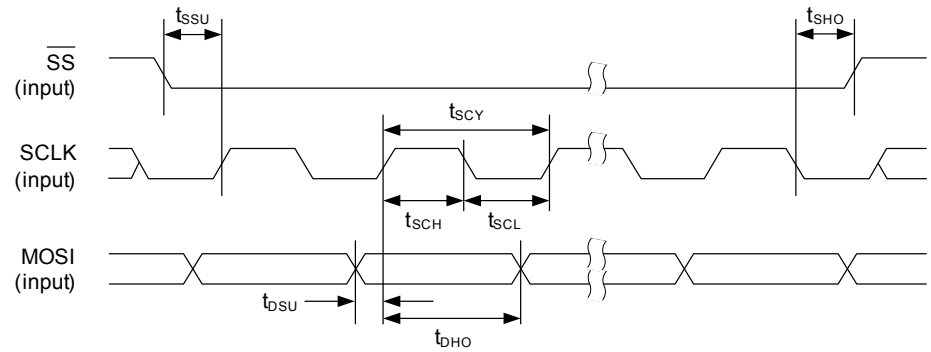 tSSU
tSHO
SS
(input)
tSCY
SCLK
(input)
tSCH
tSCL
MOSI
(input)
tDSU
tDHO